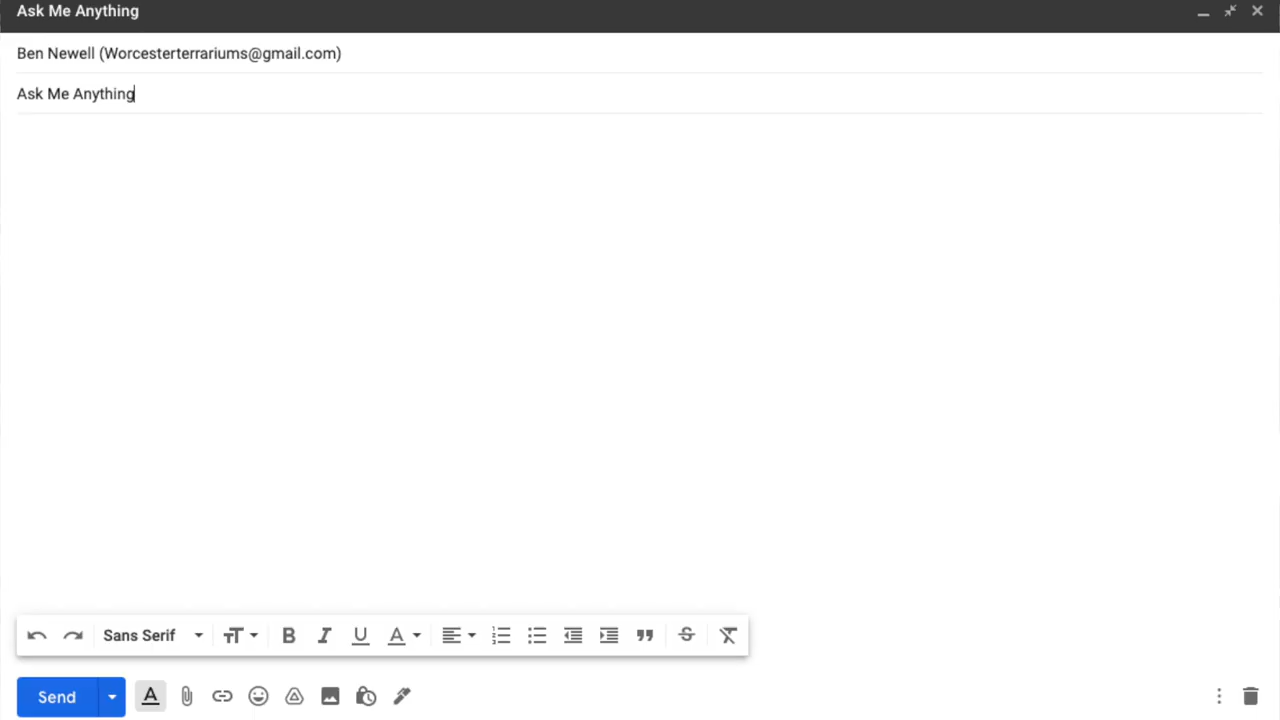 Ask Me Anything
Ben Newell (Worcesterterrariums@gmail.com)
Ask Me Anything
Sans Serif
Send